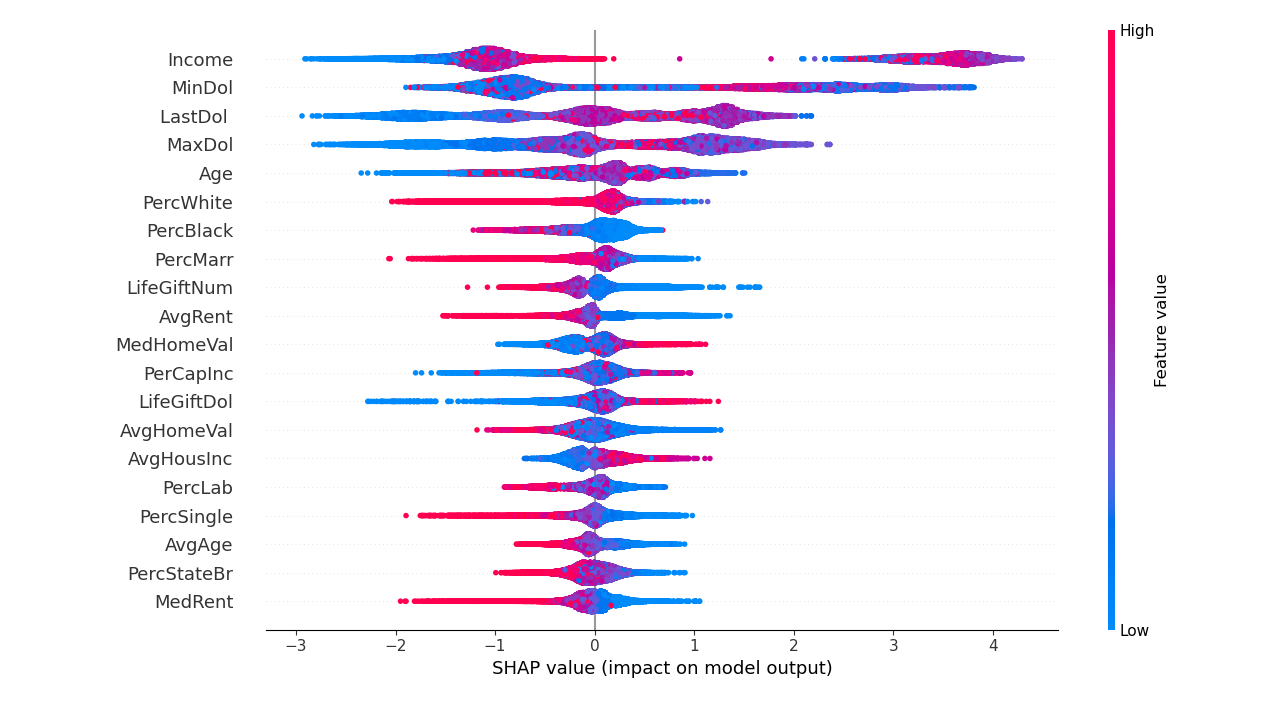 High
Income
MinDol
LastDol
MaxDol
Age
PercWhite
PercBlack
PercMarr
LifeGiftNum
AvgRent
MedHomeVal
PerCapInc
LifeGiftDol
AvgHomeVal
AvgHousInc
PercLab
PercSingle
AvgAge
PercStateBr
MedRent
Feature value
Low
−3 −2 −1 0 1 2 3 4
SHAP value (impact on model output)